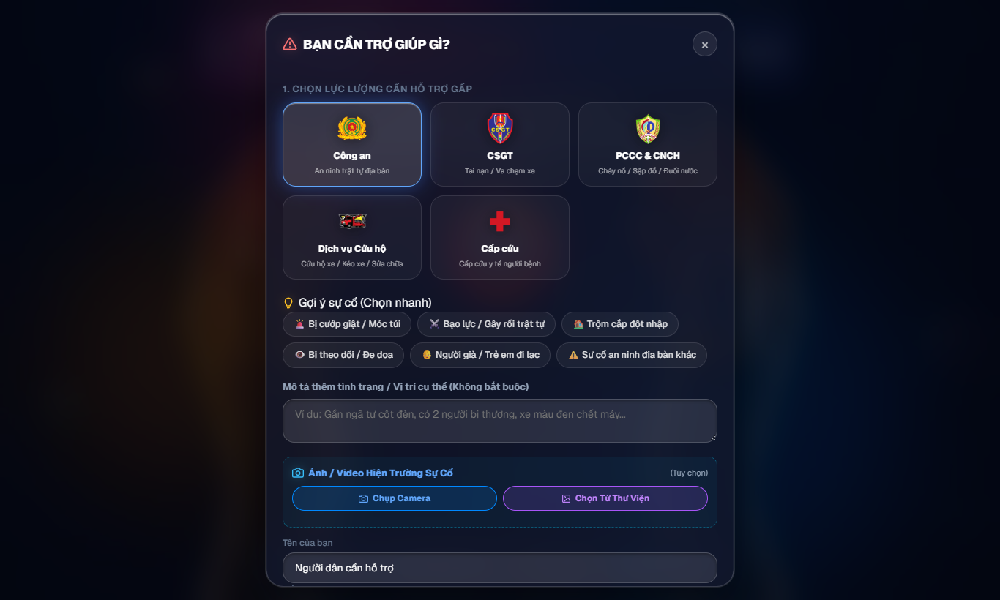 BẠN CẦN TRỢ GIÚP GÌ?
1. CHỌN LỰC LƯỢNG CẦN HỖ TRỢ GẤP
Công an
An ninh trật tự địa bàn
CSGT
CSGT
Tai nạn / Va chạm xe
PCCC & CNCH
Cháy nổ / Sập đổ / Đuối nước
Dịch vụ Cứu hộ
Cứu hộ xe / Kéo xe / Sửa chữa
Cấp cứu
Cấp cứu y tế người bệnh
Gợi ý sự cố (Chọn nhanh)
Bị cướp giật / Móc túi
Bạo lực / Gây rối trật tự
Trộm cắp đột nhập
Bị theo dõi / Đe dọa
Người già / Trẻ em đi lạc
Sự cố an ninh địa bàn khác
Mô tả thêm tình trạng / Vị trí cụ thể (Không bắt buộc)
Ví dụ: Gần ngã tư cột đèn, có 2 người bị thương, xe màu đen chết máy...
Ảnh / Video Hiện Trường Sự Cố
(Tùy chọn)
Chụp Camera
Chọn Từ Thư Viện
Tên của bạn
Người dân cần hỗ trợ